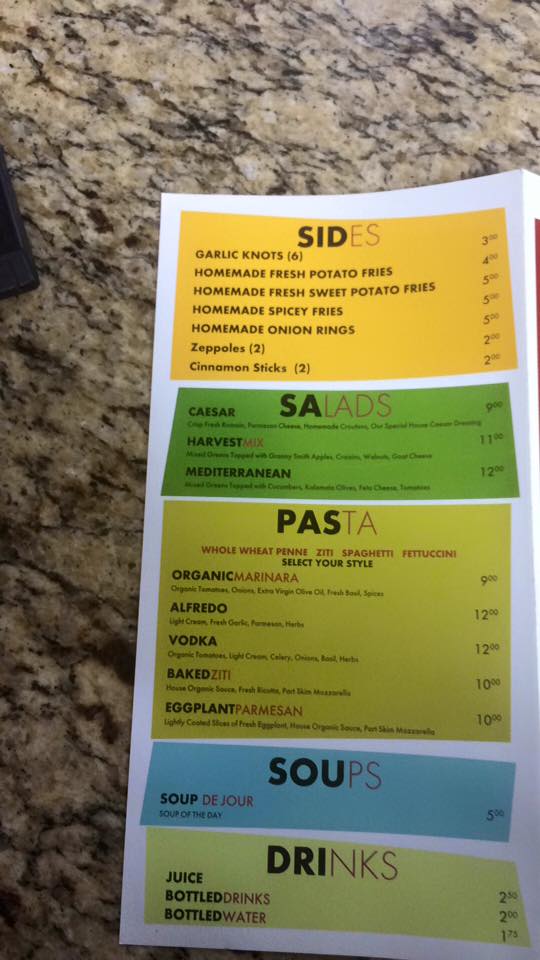 SIDES
GARLIC KNOTS (6) 3.00
HOMEMADE FRESH POTATO FRIES 4.00
HOMEMADE FRESH SWEET POTATO FRIES 5.00
HOMEMADE SPICEY FRIES 5.00
HOMEMADE ONION RINGS 5.00
Zeppoles (2) 2.00
Cinnamon Sticks (2) 2.00
SALADS
CAESAR 9.00
Crisp Fresh Romain, Parmesan Cheese, Homemade Croutons, Our Special House Caesar Dressing
HARVESTMIX 11.00
Mixed Greens Topped with Granny Smith Apples, Craisins, Walnuts, Goat Cheese
MEDITERRANEAN 12.00
Mixed Greens Topped with Cucumbers, Kalamata Olives, Feta Cheese, Tomatoes
PASTA
WHOLE WHEAT PENNE ZITI SPAGHETTI FETTUCCINI
SELECT YOUR STYLE
ORGANICMARINARA 9.00
Organic Tomatoes, Onions, Extra Virgin Olive Oil, Fresh Basil, Spices
ALFREDO 12.00
Light Cream, Fresh Garlic, Parmesan, Herbs
VODKA 12.00
Organic Tomatoes, Light Cream, Celery, Onions, Basil, Herbs
BAKEDZITI 10.00
House Organic Sauce, Fresh Ricotta, Part Skim Mozzarella
EGGPLANTPARMESAN 10.00
Lightly Coated Slices of Fresh Eggplant, House Organic Sauce, Part Skim Mozzarella
SOUPS
SOUP DE JOUR 5.00
SOUP OF THE DAY
DRINKS
JUICE 2.50
BOTTLEDDRINKS 2.00
BOTTLEDWATER 1.75